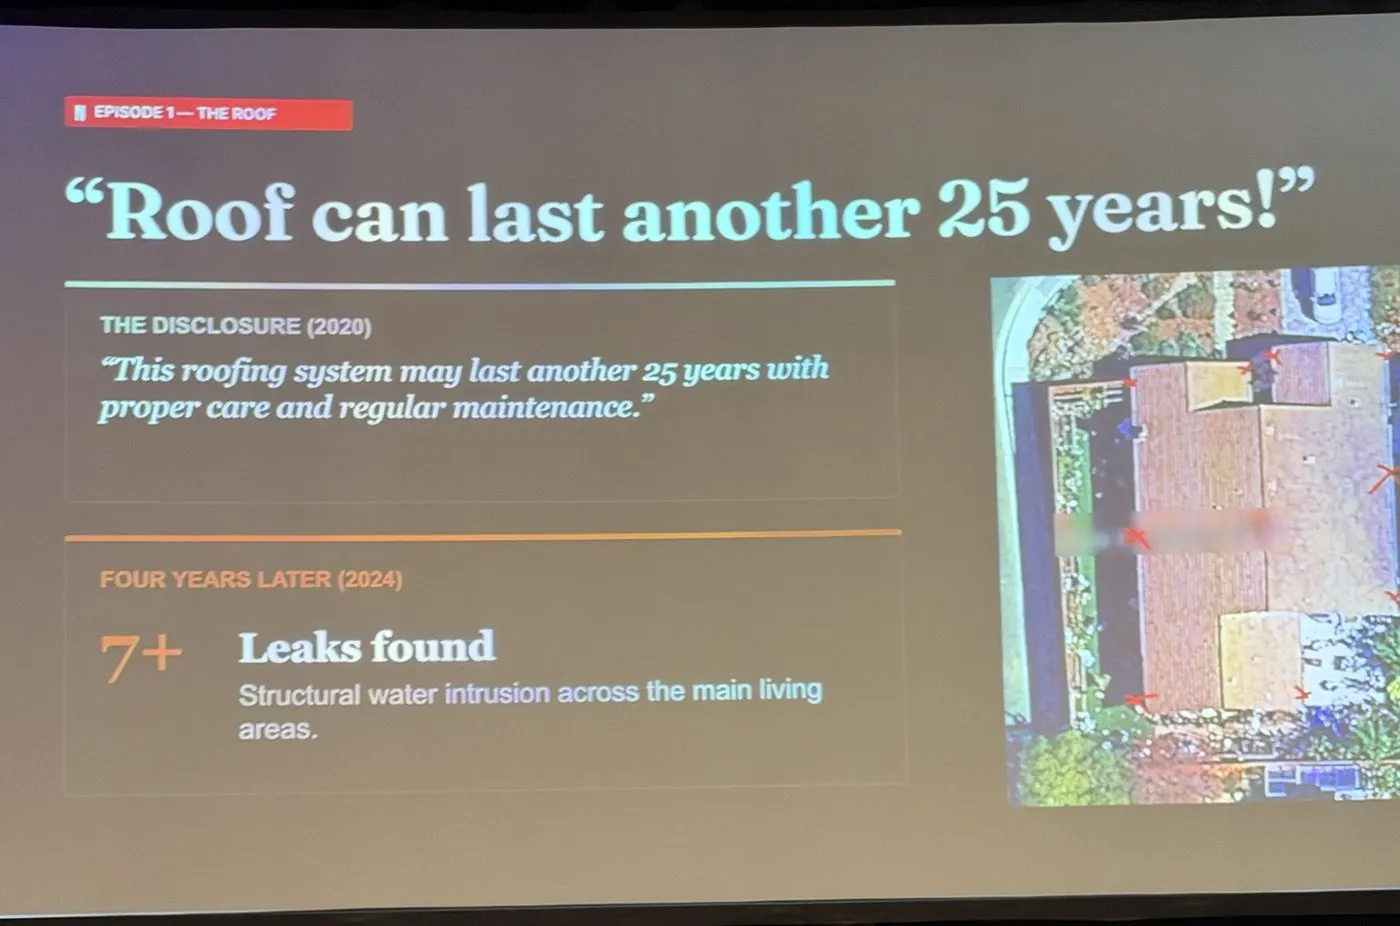 N EPISODE 1 — THE ROOF
“Roof can last another 25 years!”
THE DISCLOSURE (2020)
“This roofing system may last another 25 years with
proper care and regular maintenance.”
FOUR YEARS LATER (2024)
7+
Leaks found
Structural water intrusion across the main living
areas.